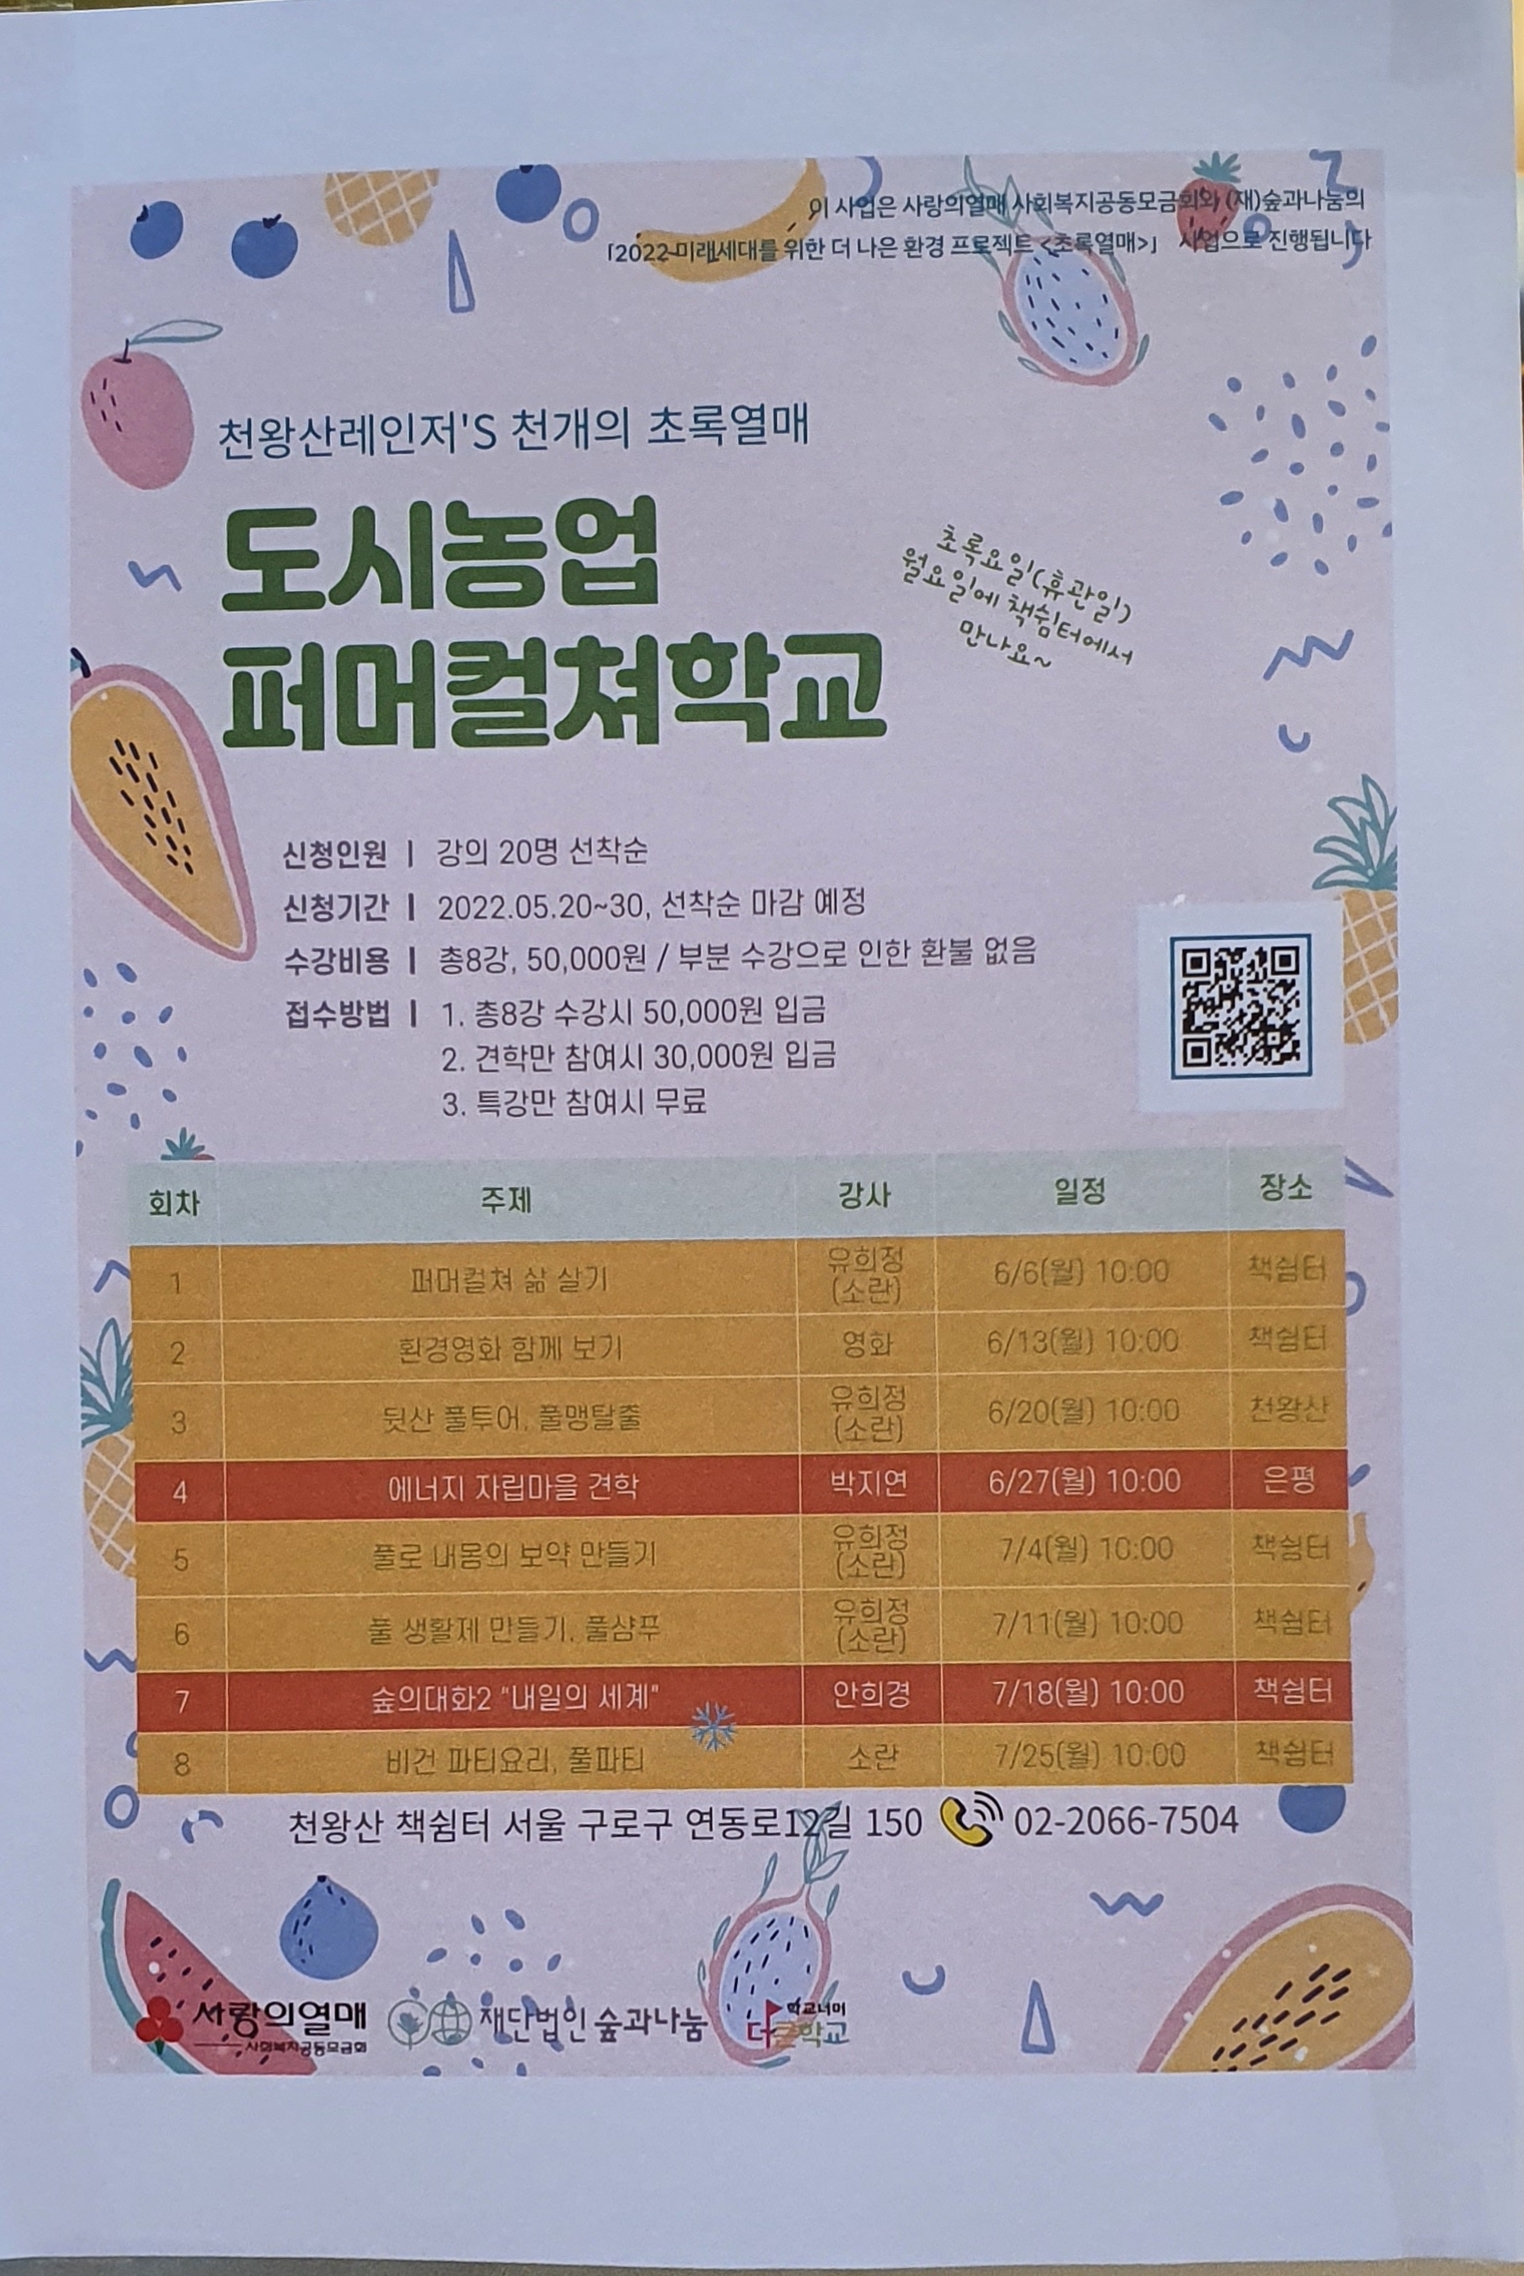 이 사업은 사랑의열매 사회복지공동모금회와 (재)숲과나눔의
「2022 미래세대를 위한 더 나은 환경 프로젝트 <초록열매>」 사업으로 진행됩니다
천왕산레인저'S 천개의 초록열매
도시농업
퍼머컬쳐학교
초록요일(휴관일)
월요일에 책쉼터에서
만나요~
신청인원 | 강의 20명 선착순
신청기간 | 2022.05.20~30, 선착순 마감 예정
수강비용 | 총8강, 50,000원 / 부분 수강으로 인한 환불 없음
접수방법 | 1. 총8강 수강시 50,000원 입금
2. 견학만 참여시 30,000원 입금
3. 특강만 참여시 무료
회차 주제 강사 일정 장소
1 퍼머컬쳐 삶 살기 유희정 (소란) 6/6(월) 10:00 책쉼터
2 환경영화 함께 보기 영화 6/13(월) 10:00 책쉼터
3 뒷산 풀투어, 풀맹탈출 유희정 (소란) 6/20(월) 10:00 천왕산
4 에너지 자립마을 견학 박지연 6/27(월) 10:00 은평
5 풀로 내몸의 보약 만들기 유희정 (소란) 7/4(월) 10:00 책쉼터
6 풀 생활제 만들기, 풀샴푸 유희정 (소란) 7/11(월) 10:00 책쉼터
7 숲의대화2 "내일의 세계" 안희경 7/18(월) 10:00 책쉼터
8 비건 파티요리, 풀파티 소란 7/25(월) 10:00 책쉼터
천왕산 책쉼터 서울 구로구 연동로12길 150 02-2066-7504
사랑의열매 재단법인 숲과나눔 학교너머
사회복지공동모금회 더큰학교